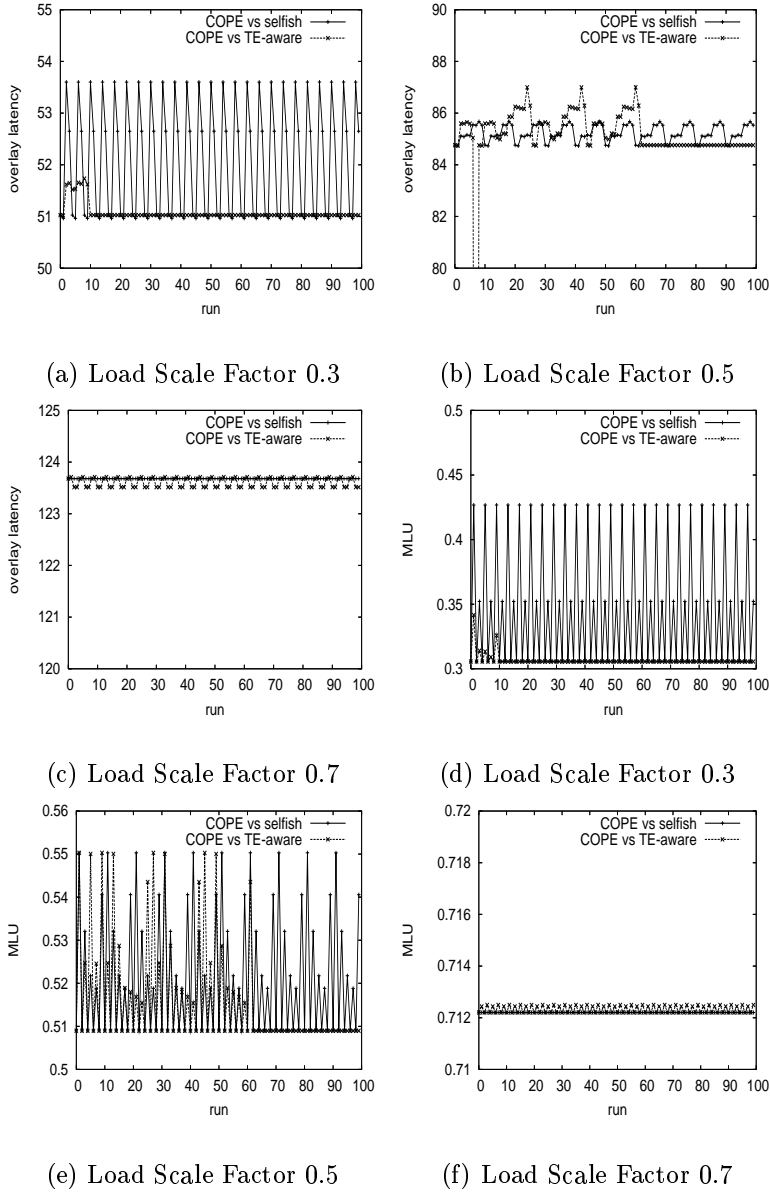 COPE vs selfish
COPE vs TE-aware
overlay latency
55
54
53
52
51
50
0 10 20 30 40 50 60 70 80 90 100
run
(a) Load Scale Factor 0.3
COPE vs selfish
COPE vs TE-aware
overlay latency
90
88
86
84
82
80
0 10 20 30 40 50 60 70 80 90 100
run
(b) Load Scale Factor 0.5
COPE vs selfish
COPE vs TE-aware
overlay latency
125
124
123
122
121
120
0 10 20 30 40 50 60 70 80 90 100
run
(c) Load Scale Factor 0.7
COPE vs selfish
COPE vs TE-aware
MLU
0.5
0.45
0.4
0.35
0.3
0 10 20 30 40 50 60 70 80 90 100
run
(d) Load Scale Factor 0.3
COPE vs selfish
COPE vs TE-aware
MLU
0.56
0.55
0.54
0.53
0.52
0.51
0.5
0 10 20 30 40 50 60 70 80 90 100
run
(e) Load Scale Factor 0.5
COPE vs selfish
COPE vs TE-aware
MLU
0.72
0.718
0.716
0.714
0.712
0.71
0 10 20 30 40 50 60 70 80 90 100
run
(f) Load Scale Factor 0.7